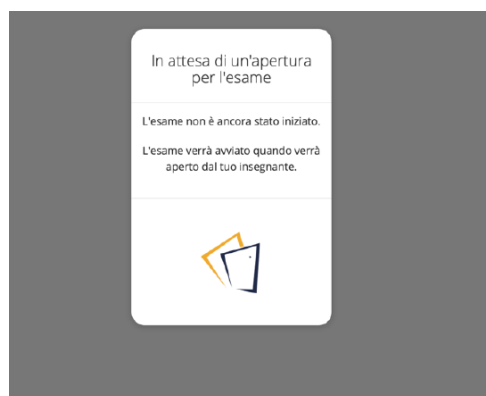 In attesa di un'apertura
per l'esame
L'esame non è ancora stato iniziato.
L'esame verrà avviato quando verrà
aperto dal tuo insegnante.